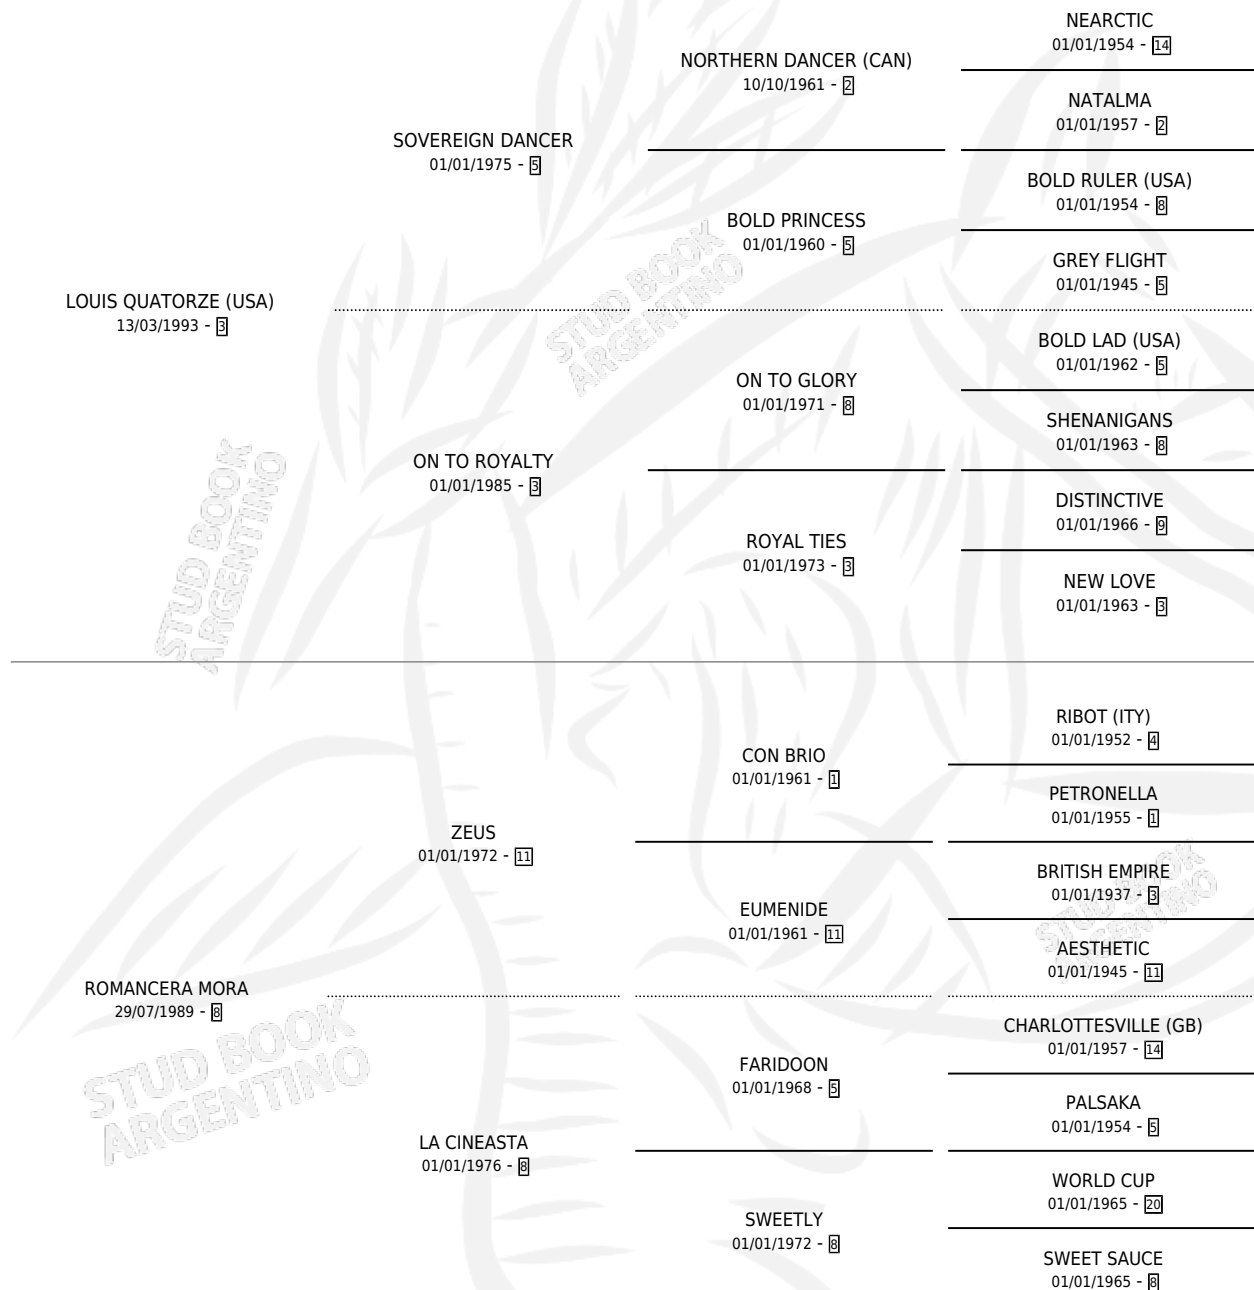 NEARCTIC
01/01/1954 - 14
NORTHERN DANCER (CAN)
10/10/1961 - 2
NATALMA
01/01/1957 - 2
SOVEREIGN DANCER
01/01/1975 - 5
BOLD RULER (USA)
01/01/1954 - 8
BOLD PRINCESS
01/01/1960 - 5
GREY FLIGHT
01/01/1945 - 5
LOUIS QUATORZE (USA)
13/03/1993 - 3
BOLD LAD (USA)
01/01/1962 - 5
ON TO GLORY
01/01/1971 - 8
SHENANIGANS
01/01/1963 - 8
ON TO ROYALTY
01/01/1985 - 3
DISTINCTIVE
01/01/1966 - 9
ROYAL TIES
01/01/1973 - 3
NEW LOVE
01/01/1963 - 3
RIBOT (ITY)
01/01/1952 - 4
CON BRIO
01/01/1961 - 1
PETRONELLA
01/01/1955 - 1
ZEUS
01/01/1972 - 11
BRITISH EMPIRE
01/01/1937 - 3
EUMENIDE
01/01/1961 - 11
AESTHETIC
01/01/1945 - 11
ROMANCERA MORA
29/07/1989 - 8
CHARLOTTESVILLE (GB)
01/01/1957 - 14
FARIDOON
01/01/1968 - 5
PALSAKA
01/01/1954 - 5
LA CINEASTA
01/01/1976 - 8
WORLD CUP
01/01/1965 - 20
SWEETLY
01/01/1972 - 8
SWEET SAUCE
01/01/1965 - 8
STUD BOOK
ARGENTINO
STUD BOOK
ARGENTINO
STUD BOOK
ARGENTINO
STUD BOOK
ARGENTINO